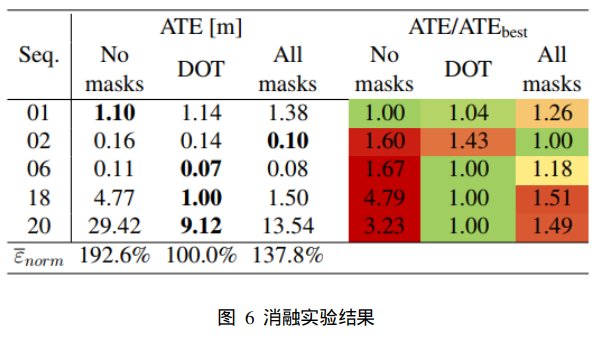 ATE [m] ATE/ATEbest
Seq. No masks DOT All masks No masks DOT All masks
01 1.10 1.14 1.38 1.00 1.04 1.26
02 0.16 0.14 0.10 1.60 1.43 1.00
06 0.11 0.07 0.08 1.67 1.00 1.18
18 4.77 1.00 1.50 4.79 1.00 1.51
20 29.42 9.12 13.54 3.23 1.00 1.49
ε̅norm 192.6% 100.0% 137.8%
图 6 消融实验结果